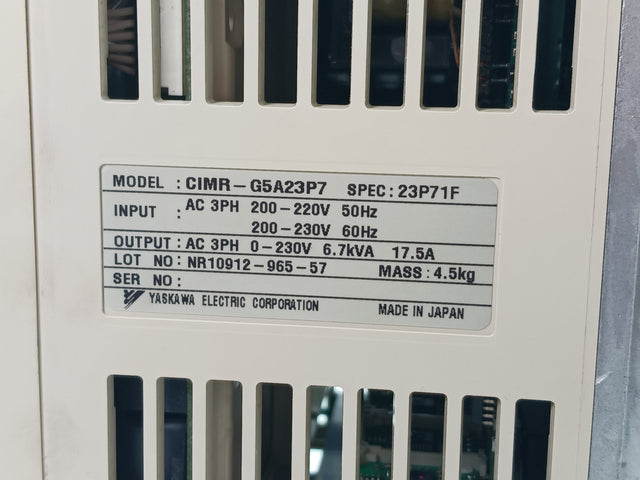 MODEL : CIMR-G5A23P7 SPEC: 23P71F
INPUT : AC 3PH 200-220V 50Hz
200-230V 60Hz
OUTPUT: AC 3PH 0-230V 6.7kVA 17.5A
LOT NO: NR10912-965-57 MASS: 4.5kg
SER NO:
YASKAWA ELECTRIC CORPORATION MADE IN JAPAN